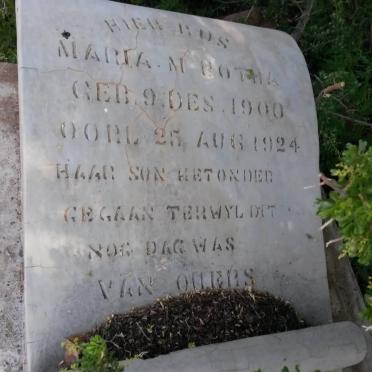 HIER RUS
MARIA M BOTHA
GEB. 9. DES. 1900
OORL 25 AUG 1924
HAAR SON HET ONDER
GEGAAN TERWYL DIT
NOG DAG WAS
VAN OUERS